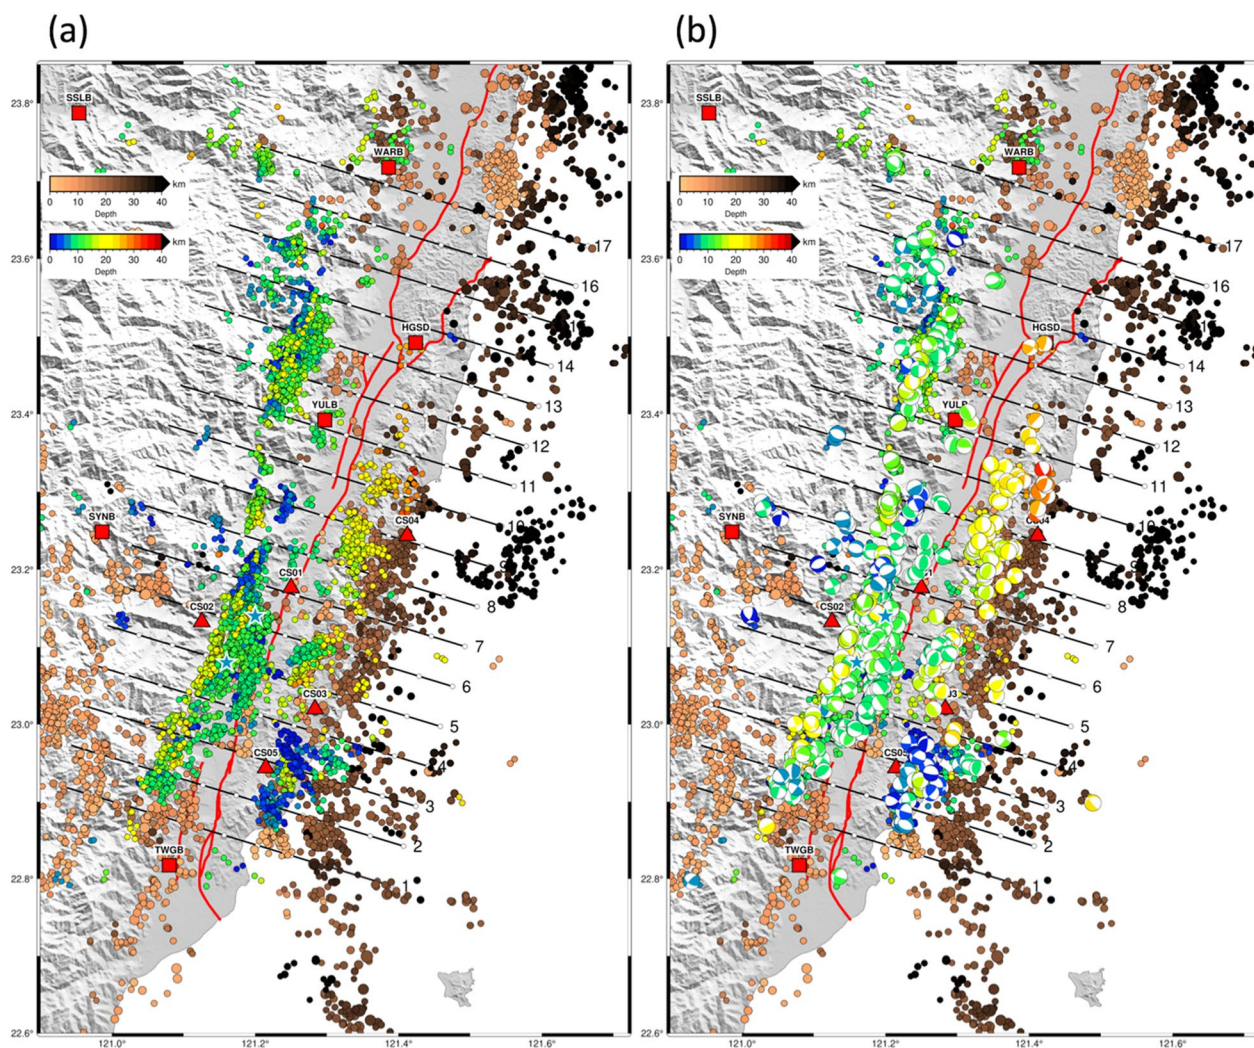 (a)
(b)
23.8°
SSLB
WARB
0 10 20 30 40 km
Depth
0 10 20 30 40 km
Depth
17
23.6°
16
HGSD
14
13
23.4°
YULB
12
11
10
SYNB
CS04
23.2°
CS01
8
CS02
7
6
CS03
23.0°
5
CS05
4
3
2
TWGB
22.8°
1
22.6°
121.0°
121.2°
121.4°
121.6°
SSLB
WARB
0 10 20 30 40 km
Depth
0 10 20 30 40 km
Depth
17
16
HGSD
14
13
12
11
10
SYNB
8
CS02
7
6
5
4
3
2
TWGB
1
121.0°
121.2°
121.4°
121.6°